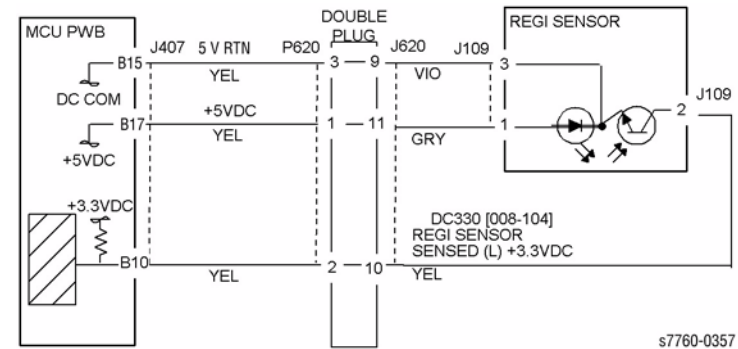 DOUBLE
PLUG
MCU PWB
REGI SENSOR
J407 5 V RTN P620 J620 J109
B15 3 9 3
YEL VIO
DC COM
J109
2
+5VDC
B17 1 11 1
YEL GRY
+5VDC
+3.3VDC
DC330 [008-104]
REGI SENSOR
SENSED (L) +3.3VDC
B10 2 10
YEL YEL
s7760-0357